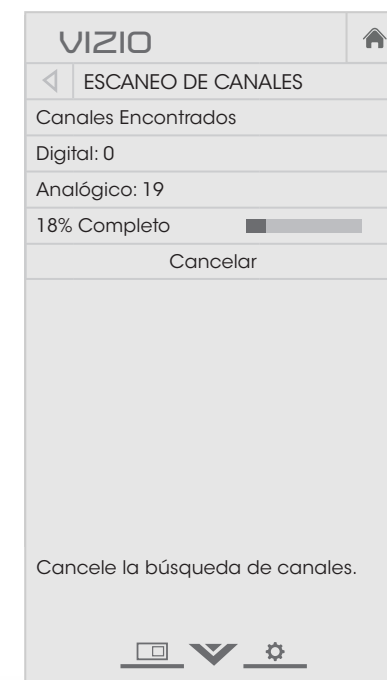 VIZIO
ESCANEO DE CANALES
Canales Encontrados
Digital: 0
Analógico: 19
18% Completo
Cancelar
Cancele la búsqueda de canales.